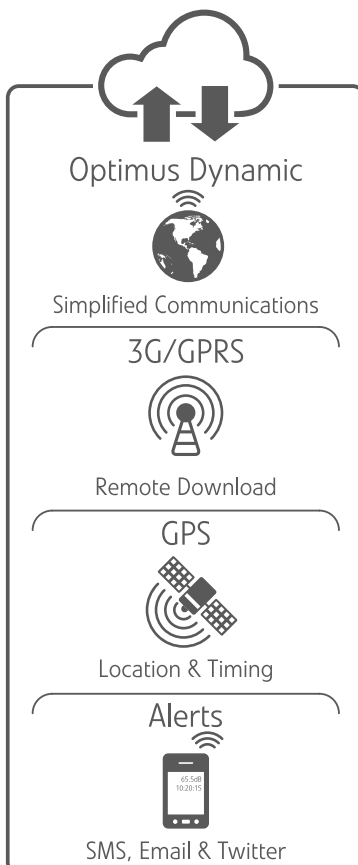 Optimus Dynamic
Simplified Communications
3G/GPRS
Remote Download
GPS
Location & Timing
Alerts
65.5dB
10:20:15
SMS, Email & Twitter